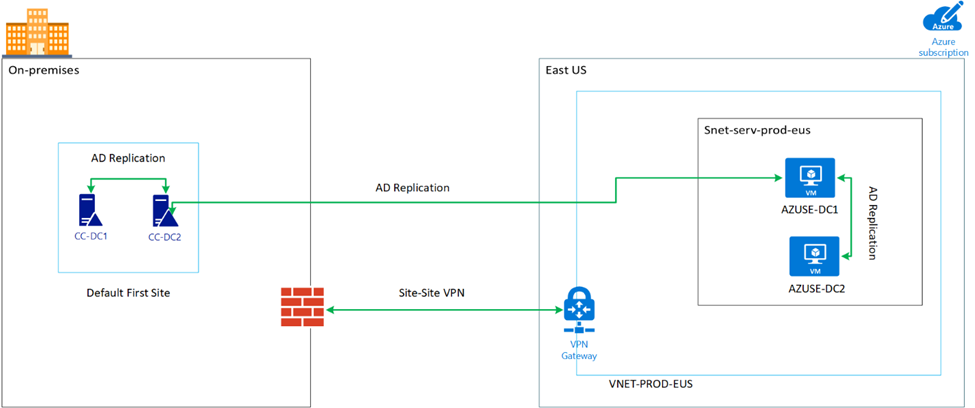 Azure
Azure
subscription
On-premises
East US
Snet-serv-prod-eus
AD Replication
CC-DC1
CC-DC2
Default First Site
AD Replication
VM
AZUSE-DC1
AD Replication
VM
AZUSE-DC2
Site-Site VPN
VPN
Gateway
VNET-PROD-EUS